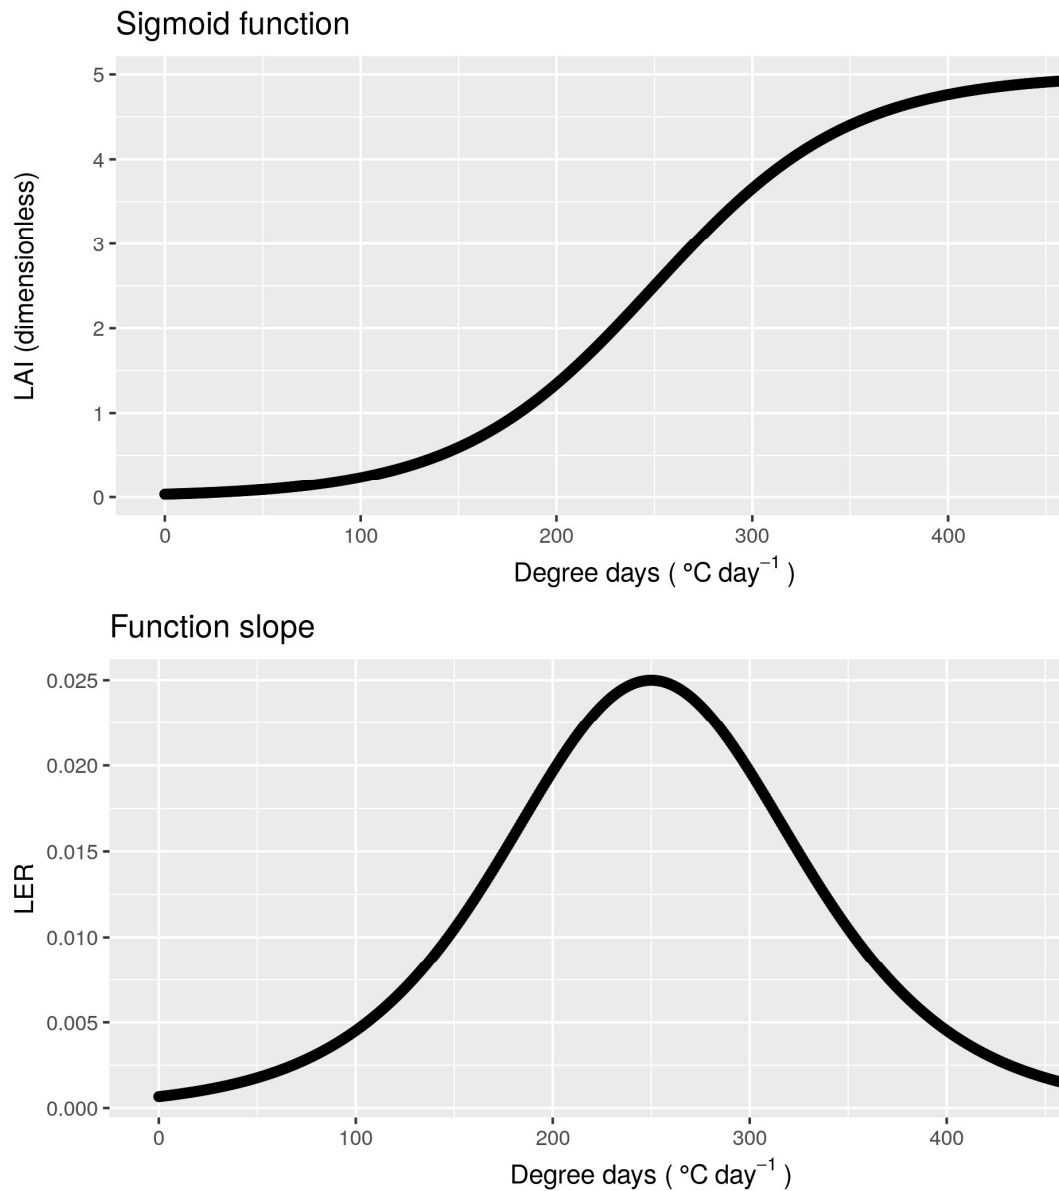 Sigmoid function
5
4
3
2
1
0
LAI (dimensionless)
0 100 200 300 400
Degree days ( °C day⁻¹ )
Function slope
0.025
0.020
0.015
0.010
0.005
0.000
LER
0 100 200 300 400
Degree days ( °C day⁻¹ )